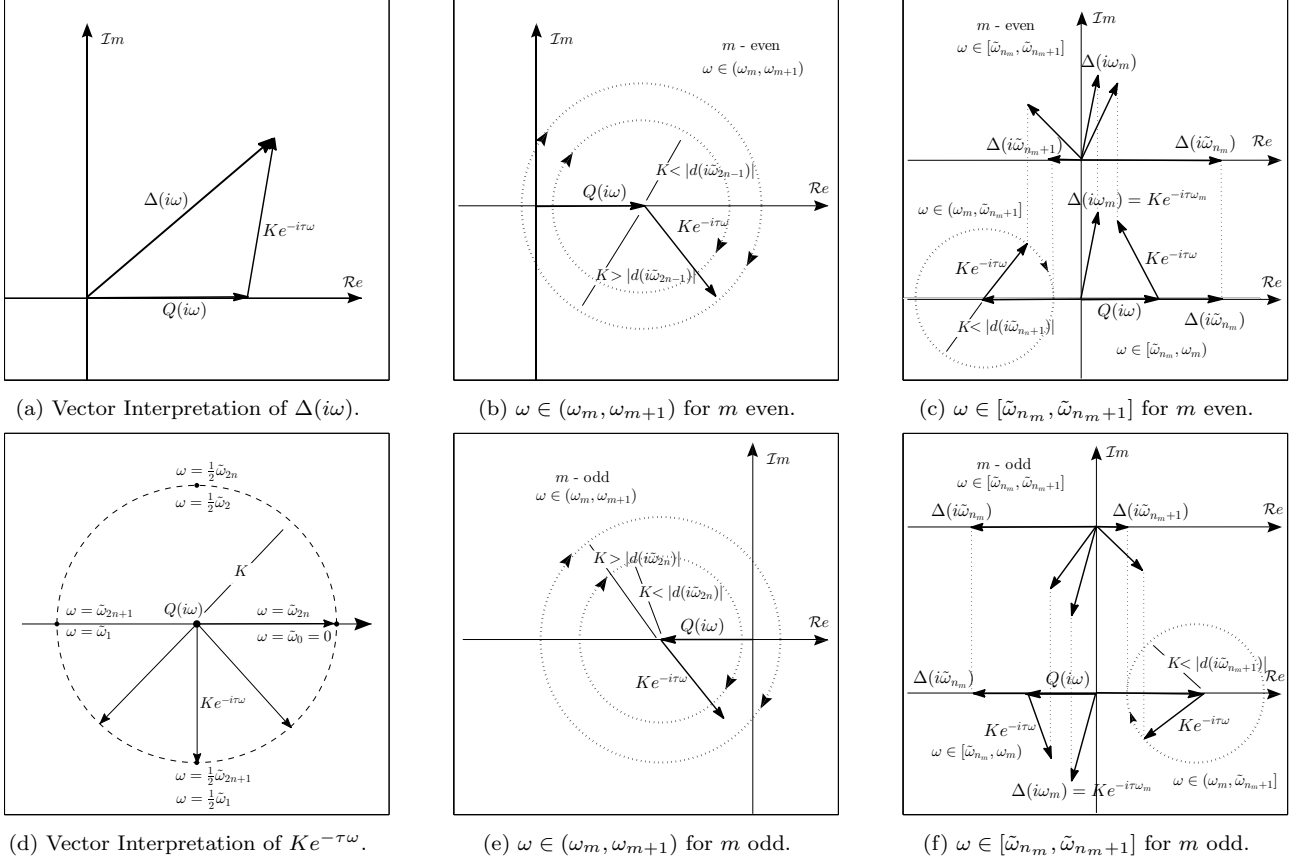 ℐm
Δ(iω)
Ke^{-iτω}
ℛe
Q(iω)
(a) Vector Interpretation of Δ(iω).
ℐm
m - even
ω ∈ (ω_m, ω_{m+1})
K < |d(iω̃_{2n−1})|
Q(iω)
ℛe
Ke^{-iτω}
K > |d(iω̃_{2n−1})|
(b) ω ∈ (ω_m, ω_{m+1}) for m even.
ℐm
m - even
ω ∈ [ω̃_{n_m}, ω̃_{n_m+1}]
Δ(iω_m)
Δ(iω̃_{n_m+1})
Δ(iω̃_{n_m})
ℛe
ω ∈ (ω_m, ω̃_{n_m+1}]
Δ(iω_m) = Ke^{-iτω_m}
Ke^{-iτω}
Ke^{-iτω}
ℛe
K < |d(iω̃_{n_n+1})|
Q(iω)
Δ(iω̃_{n_m})
ω ∈ [ω̃_{n_m}, ω_m)
(c) ω ∈ [ω̃_{n_m}, ω̃_{n_m+1}] for m even.
ω = ½ω̃_{2n}
ω = ½ω̃_2
K
ω = ω̃_{2n+1}
Q(iω)
ω = ω̃_{2n}
ω = ω̃_1
ω = ω̃_0 = 0
Ke^{-iτω}
ω = ½ω̃_{2n+1}
ω = ½ω̃_1
(d) Vector Interpretation of Ke^{-τω}.
ℐm
m - odd
ω ∈ (ω_m, ω_{m+1})
K > |d(iω̃_{2n})|
K < |d(iω̃_{2n})|
Q(iω)
ℛe
Ke^{-iτω}
(e) ω ∈ (ω_m, ω_{m+1}) for m odd.
ℐm
m - odd
ω ∈ [ω̃_{n_m}, ω̃_{n_m+1}]
Δ(iω̃_{n_m})
Δ(iω̃_{n_m+1})
ℛe
K < |d(iω̃_{n_m+1})|
Δ(iω̃_{n_m})
Q(iω)
ℛe
Ke^{-iτω}
Ke^{-iτω}
ω ∈ [ω̃_{n_m}, ω_m)
ω ∈ (ω_m, ω̃_{n_m+1}]
Δ(iω_m) = Ke^{-iτω_m}
(f) ω ∈ [ω̃_{n_m}, ω̃_{n_m+1}] for m odd.